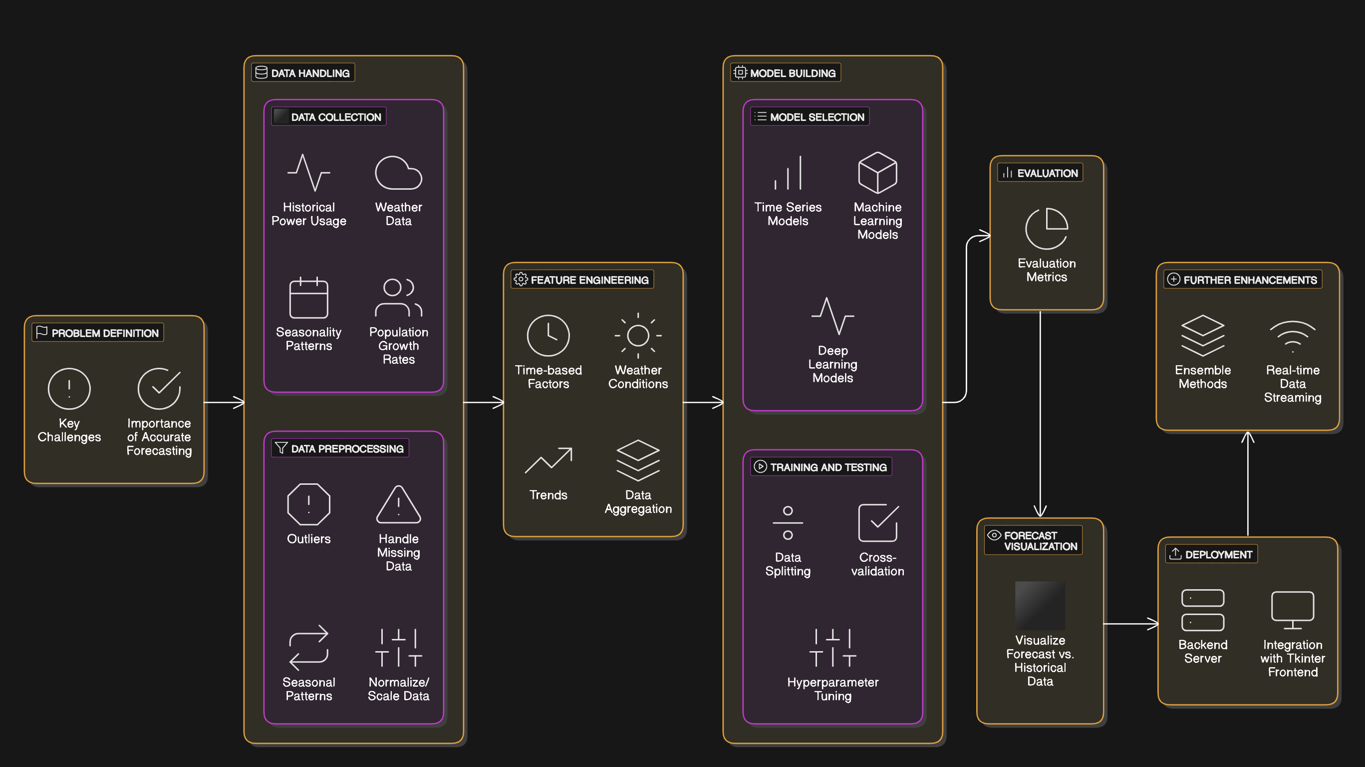 PROBLEM DEFINITION
Key
Challenges
Importance
of Accurate
Forecasting
DATA HANDLING
DATA COLLECTION
Historical
Power Usage
Weather
Data
Seasonality
Patterns
Population
Growth
Rates
DATA PREPROCESSING
Outliers
Handle
Missing
Data
Seasonal
Patterns
Normalize/
Scale Data
FEATURE ENGINEERING
Time-based
Factors
Weather
Conditions
Trends
Data
Aggregation
MODEL BUILDING
MODEL SELECTION
Time Series
Models
Machine
Learning
Models
Deep
Learning
Models
TRAINING AND TESTING
Data
Splitting
Cross-
validation
Hyperparameter
Tuning
EVALUATION
Evaluation
Metrics
FORECAST
VISUALIZATION
Visualize
Forecast vs.
Historical
Data
DEPLOYMENT
Backend
Server
Integration
with Tkinter
Frontend
FURTHER ENHANCEMENTS
Ensemble
Methods
Real-time
Data
Streaming